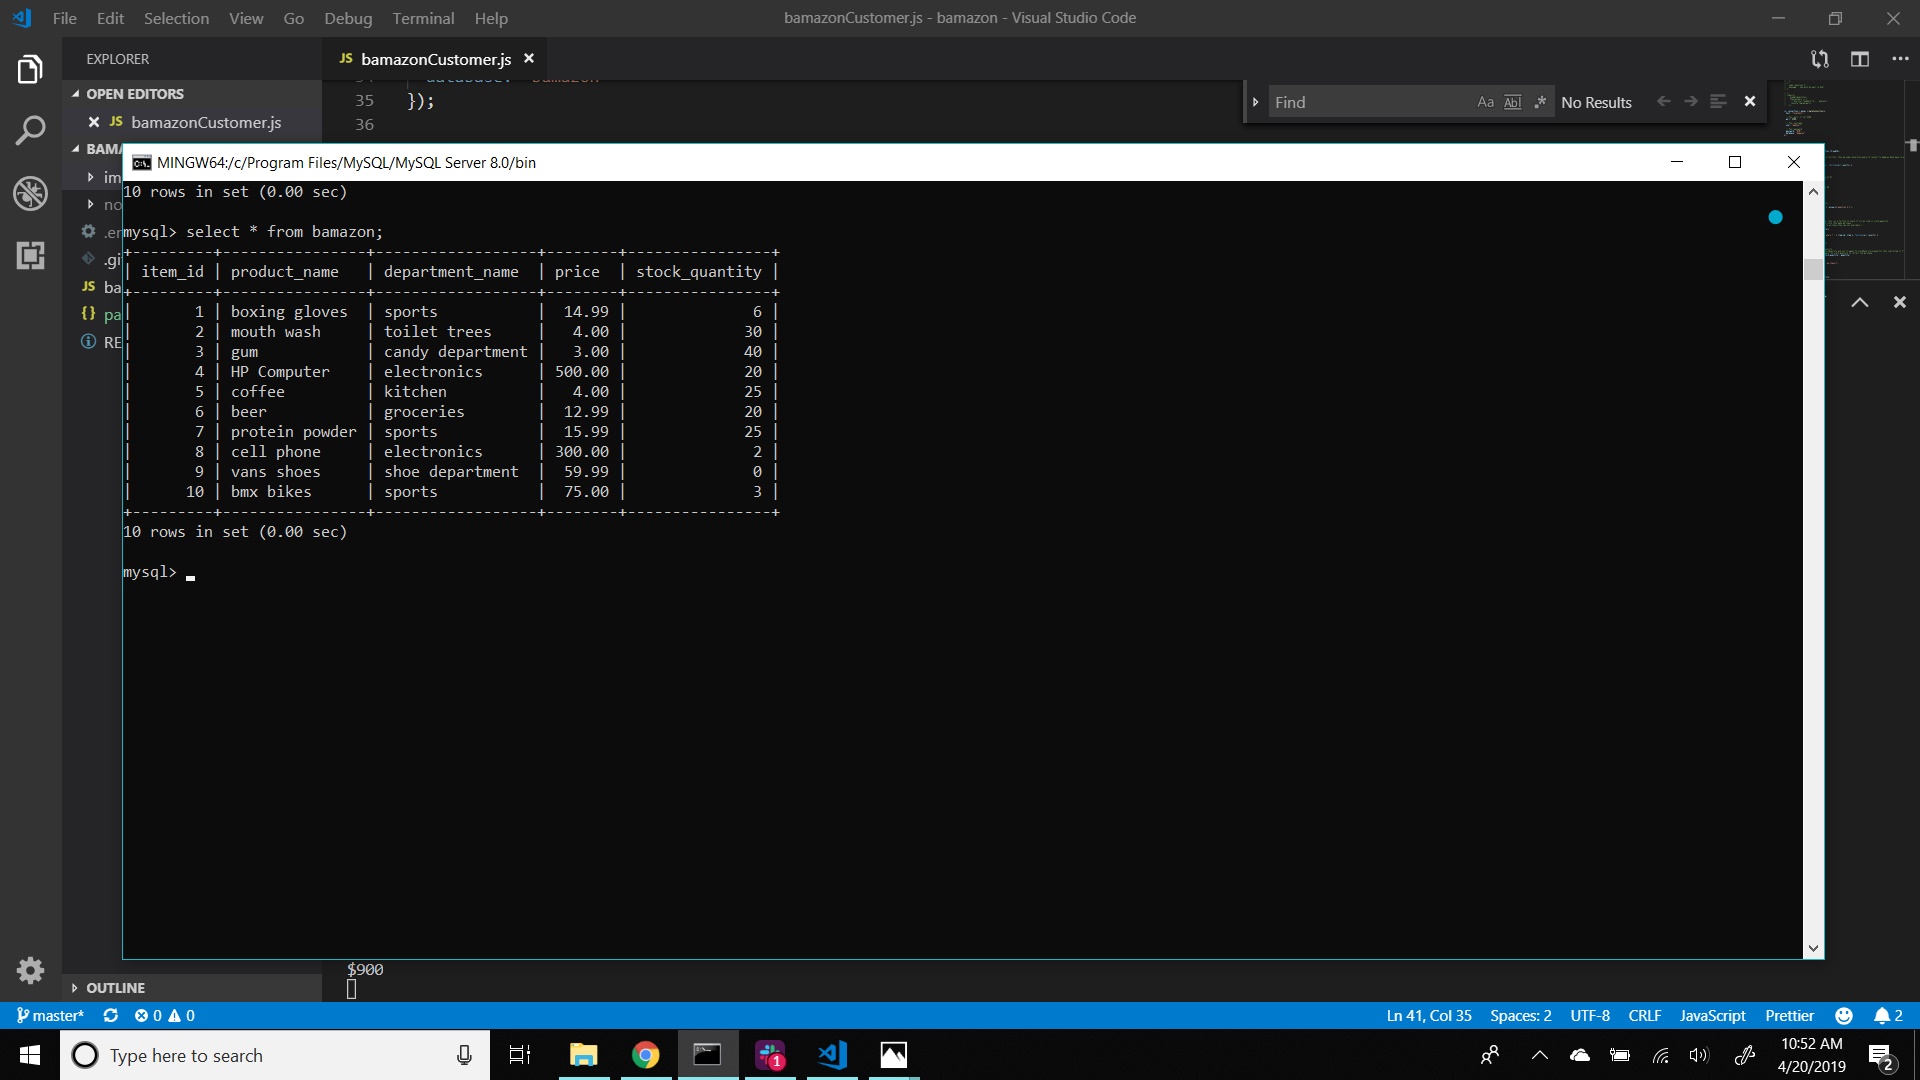 File Edit Selection View Go Debug Terminal Help
bamazonCustomer.js - bamazon - Visual Studio Code
EXPLORER
JS bamazonCustomer.js
OPEN EDITORS
JS bamazonCustomer.js
35 });
36
Find Aa Abl .* No Results
BAMA
im
no
.er
.gi
JS ba
{} pa
RE
MINGW64:/c/Program Files/MySQL/MySQL Server 8.0/bin
10 rows in set (0.00 sec)
mysql> select * from bamazon;
+---------+----------------+------------------+--------+----------------+
| item_id | product_name   | department_name  | price  | stock_quantity |
+---------+----------------+------------------+--------+----------------+
|       1 | boxing gloves  | sports           |  14.99 |              6 |
|       2 | mouth wash     | toilet trees     |   4.00 |             30 |
|       3 | gum            | candy department |   3.00 |             40 |
|       4 | HP Computer    | electronics      | 500.00 |             20 |
|       5 | coffee         | kitchen          |   4.00 |             25 |
|       6 | beer           | groceries        |  12.99 |             20 |
|       7 | protein powder | sports           |  15.99 |             25 |
|       8 | cell phone     | electronics      | 300.00 |              2 |
|       9 | vans shoes     | shoe department  |  59.99 |              0 |
|      10 | bmx bikes      | sports           |  75.00 |              3 |
+---------+----------------+------------------+--------+----------------+
10 rows in set (0.00 sec)
mysql>
$900
OUTLINE
master* 0 0 Ln 41, Col 35 Spaces: 2 UTF-8 CRLF JavaScript Prettier 2
Type here to search
1
10:52 AM
4/20/2019
2